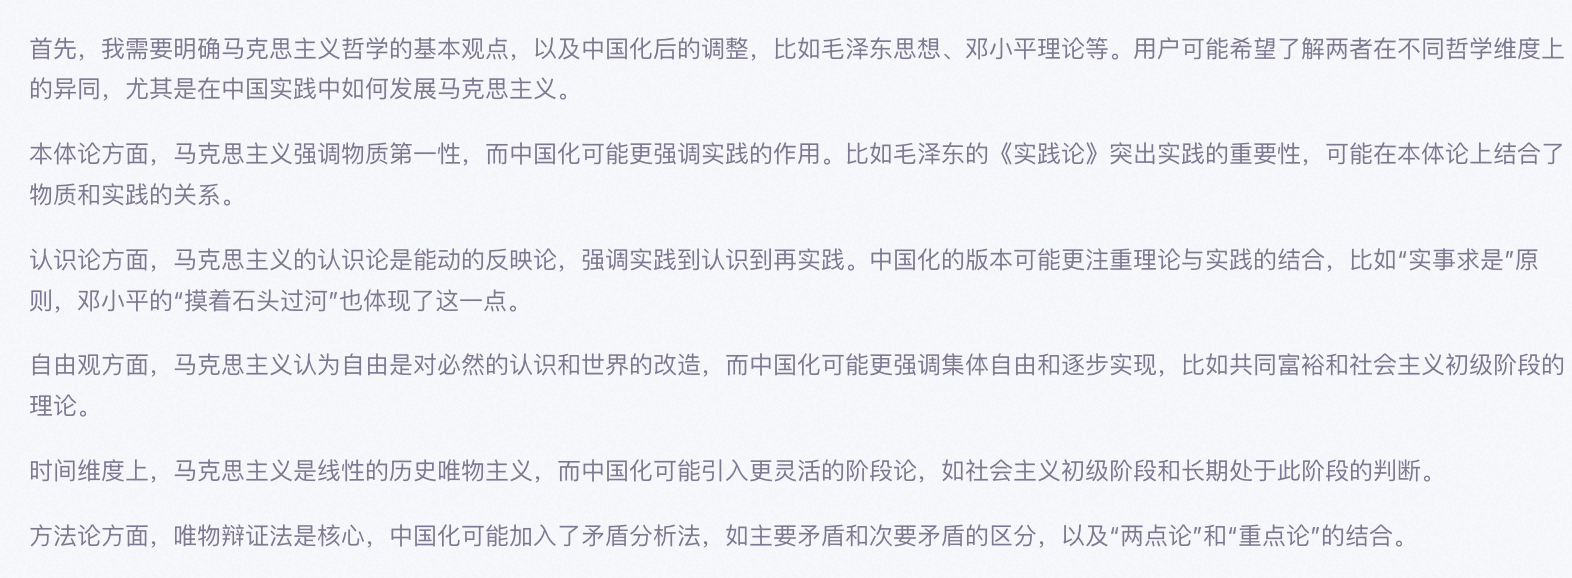 首先，我需要明确马克思主义哲学的基本观点，以及中国化后的调整，比如毛泽东思想、邓小平理论等。用户可能希望了解两者在不同哲学维度上
的异同，尤其是在中国实践中如何发展马克思主义。
本体论方面，马克思主义强调物质第一性，而中国化可能更强调实践的作用。比如毛泽东的《实践论》突出实践的重要性，可能在本体论上结合了
物质和实践的关系。
认识论方面，马克思主义的认识论是能动的反映论，强调实践到认识到再实践。中国化的版本可能更注重理论与实践的结合，比如“实事求是”原
则，邓小平的“摸着石头过河”也体现了这一点。
自由观方面，马克思主义认为自由是对必然的认识和世界的改造，而中国化可能更强调集体自由和逐步实现，比如共同富裕和社会主义初级阶段的
理论。
时间维度上，马克思主义是线性的历史唯物主义，而中国化可能引入更灵活的阶段论，如社会主义初级阶段和长期处于此阶段的判断。
方法论方面，唯物辩证法是核心，中国化可能加入了矛盾分析法，如主要矛盾和次要矛盾的区分，以及“两点论”和“重点论”的结合。